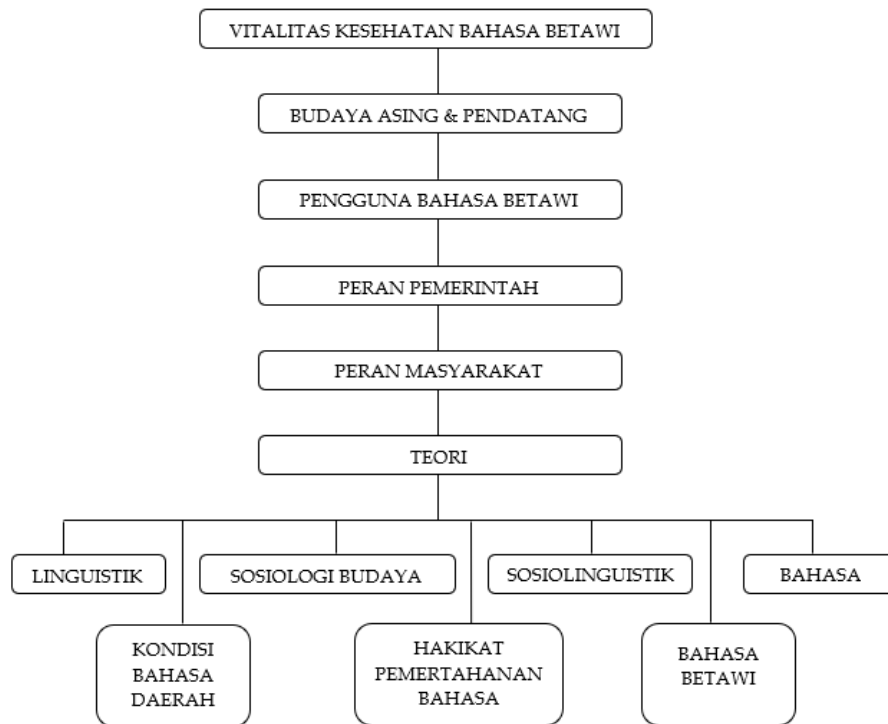 VITALITAS KESEHATAN BAHASA BETAWI
BUDAYA ASING & PENDATANG
PENGGUNA BAHASA BETAWI
PERAN PEMERINTAH
PERAN MASYARAKAT
TEORI
LINGUISTIK
SOSIOLOGI BUDAYA
SOSIOLINGUISTIK
BAHASA
KONDISI
BAHASA
DAERAH
HAKIKAT
PEMERTAHANAN
BAHASA
BAHASA
BETAWI